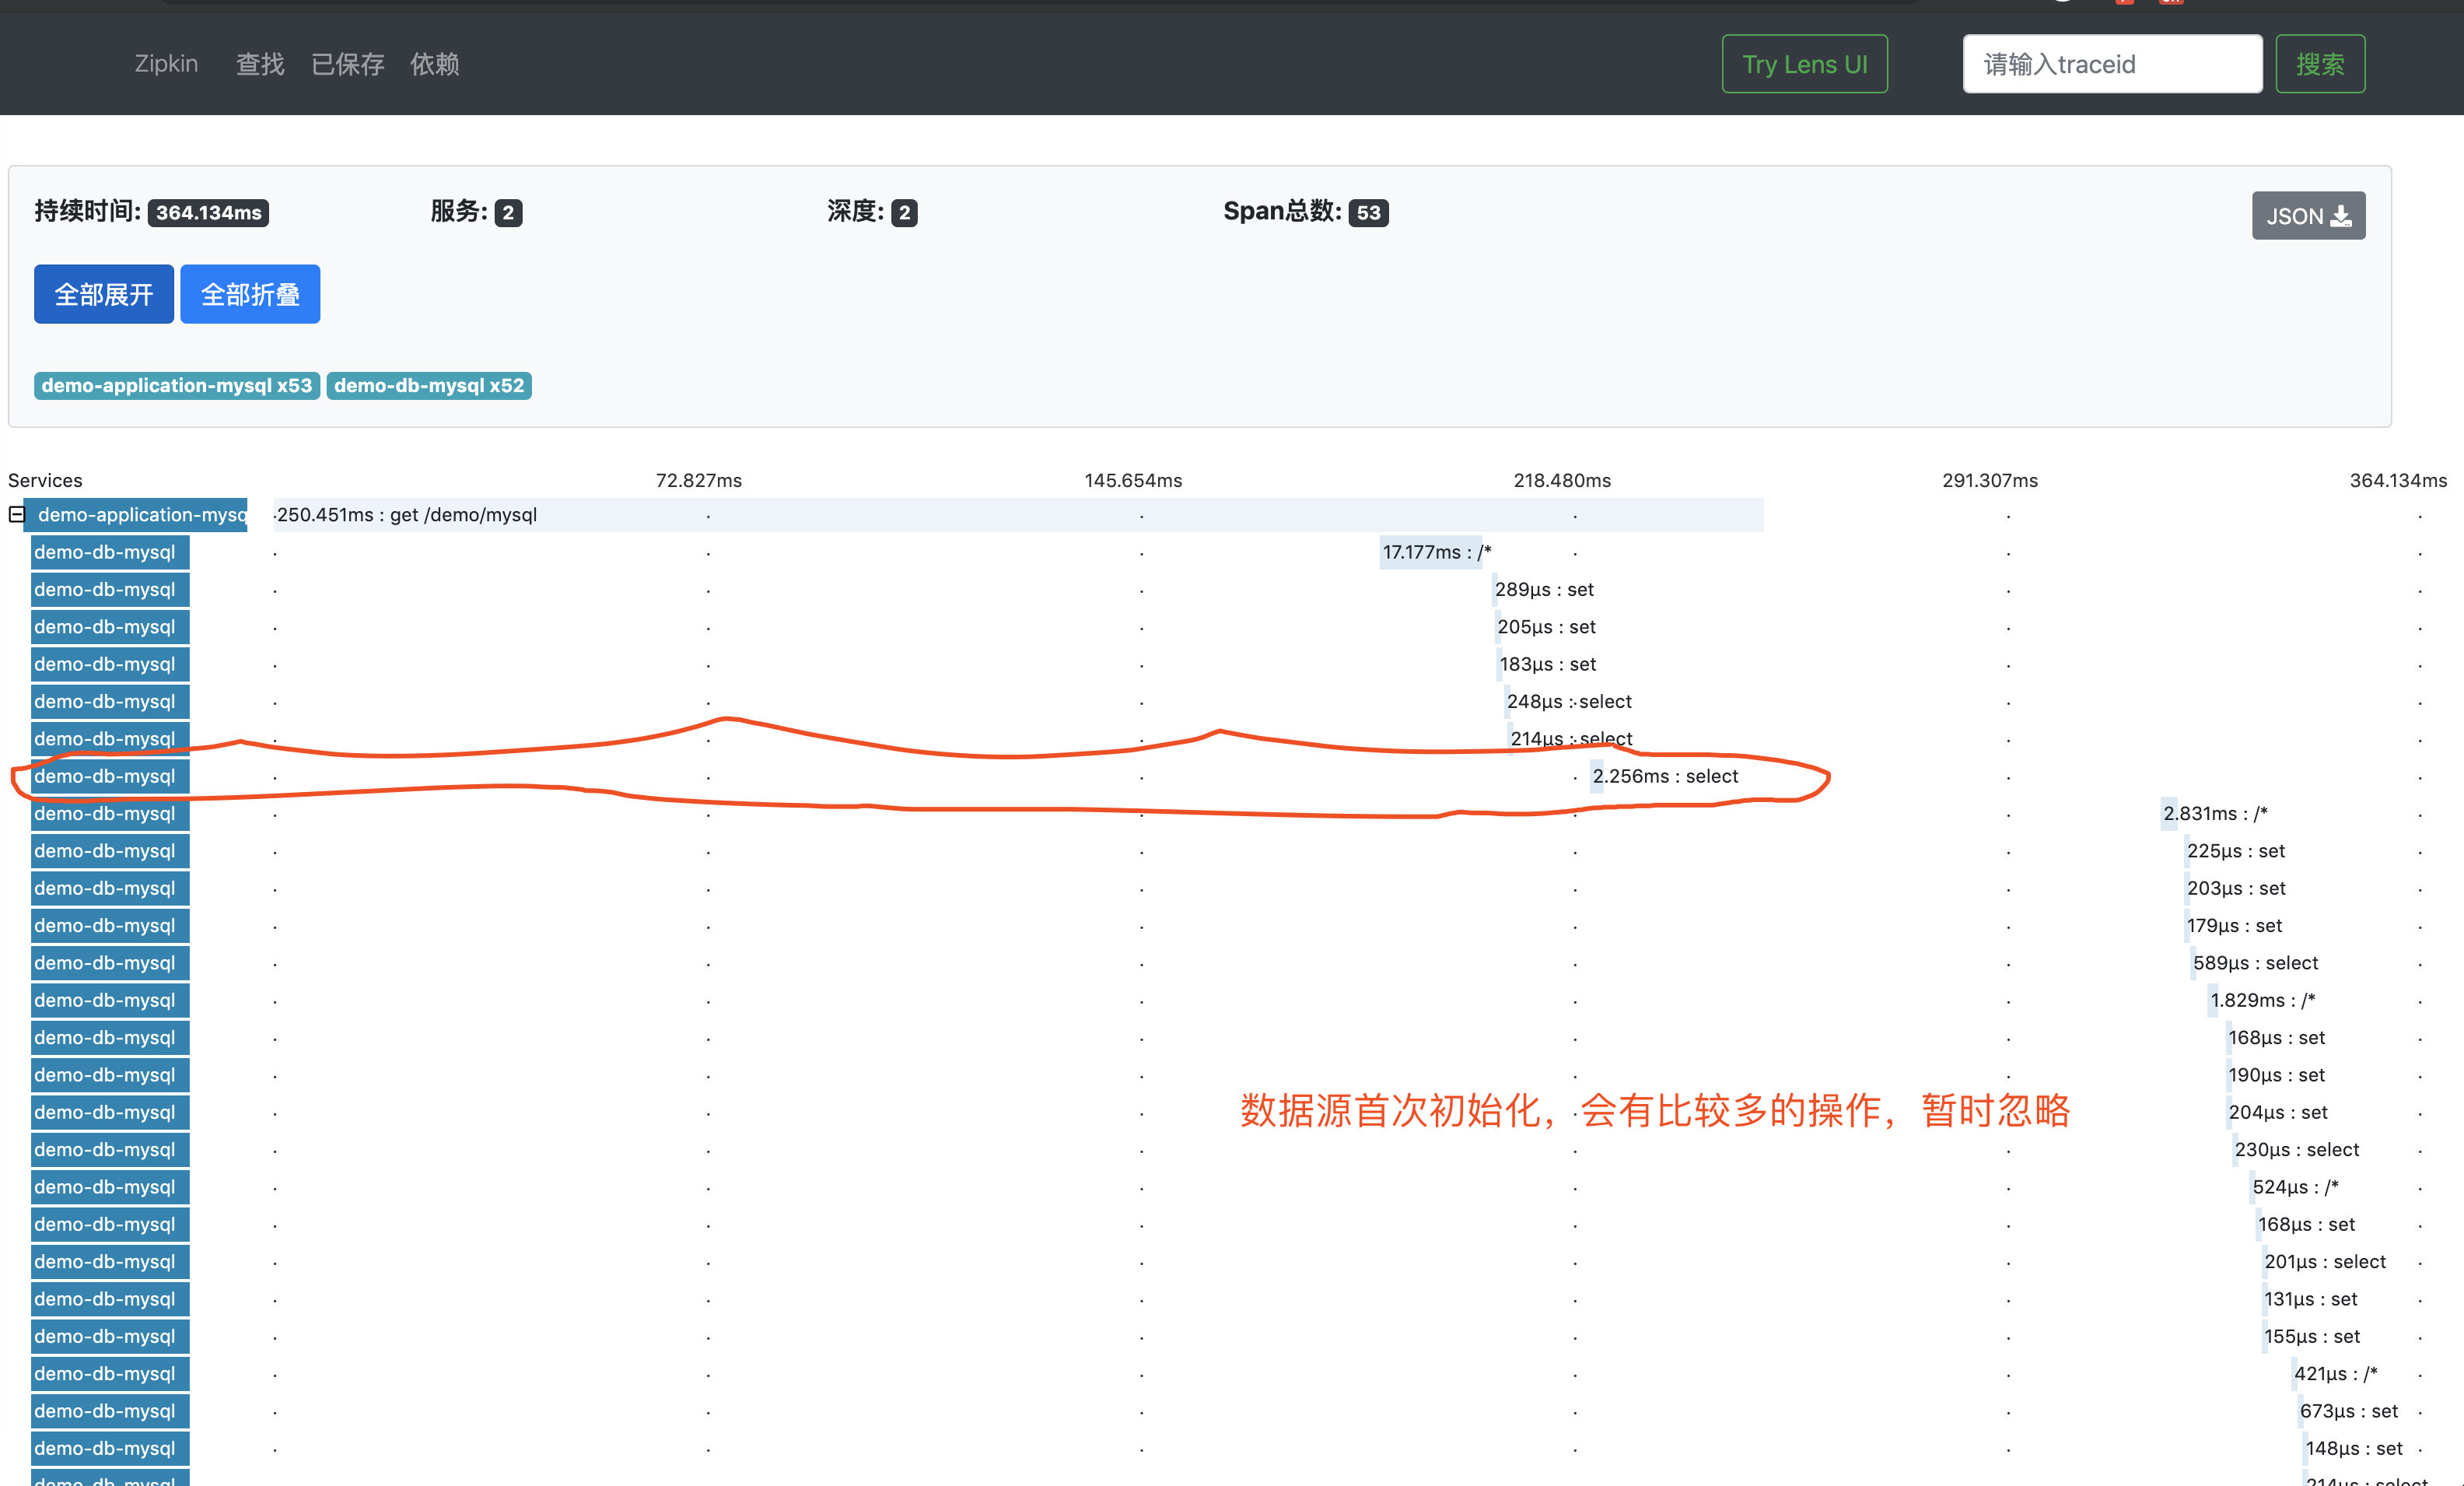 Zipkin 查找 已保存 依赖 Try Lens UI 请输入traceid 搜索
持续时间: 364.134ms 服务: 2 深度: 2 Span总数: 53 JSON
全部展开 全部折叠
demo-application-mysql x53 demo-db-mysql x52
Services 72.827ms 145.654ms 218.480ms 291.307ms 364.134ms
demo-application-mysq 250.451ms : get /demo/mysql
demo-db-mysql 17.177ms : /*
demo-db-mysql 289μs : set
demo-db-mysql 205μs : set
demo-db-mysql 183μs : set
demo-db-mysql 248μs : select
demo-db-mysql 214μs : select
demo-db-mysql 2.256ms : select
demo-db-mysql 2.831ms : /*
demo-db-mysql 225μs : set
demo-db-mysql 203μs : set
demo-db-mysql 179μs : set
demo-db-mysql 589μs : select
demo-db-mysql 1.829ms : /*
demo-db-mysql 168μs : set
demo-db-mysql 190μs : set
数据源首次初始化，会有比较多的操作，暂时忽略
demo-db-mysql 204μs : set
demo-db-mysql 230μs : select
demo-db-mysql 524μs : /*
demo-db-mysql 168μs : set
demo-db-mysql 201μs : select
demo-db-mysql 131μs : set
demo-db-mysql 155μs : set
demo-db-mysql 421μs : /*
demo-db-mysql 673μs : set
demo-db-mysql 148μs : set
demo-db-mysql 214μs : select